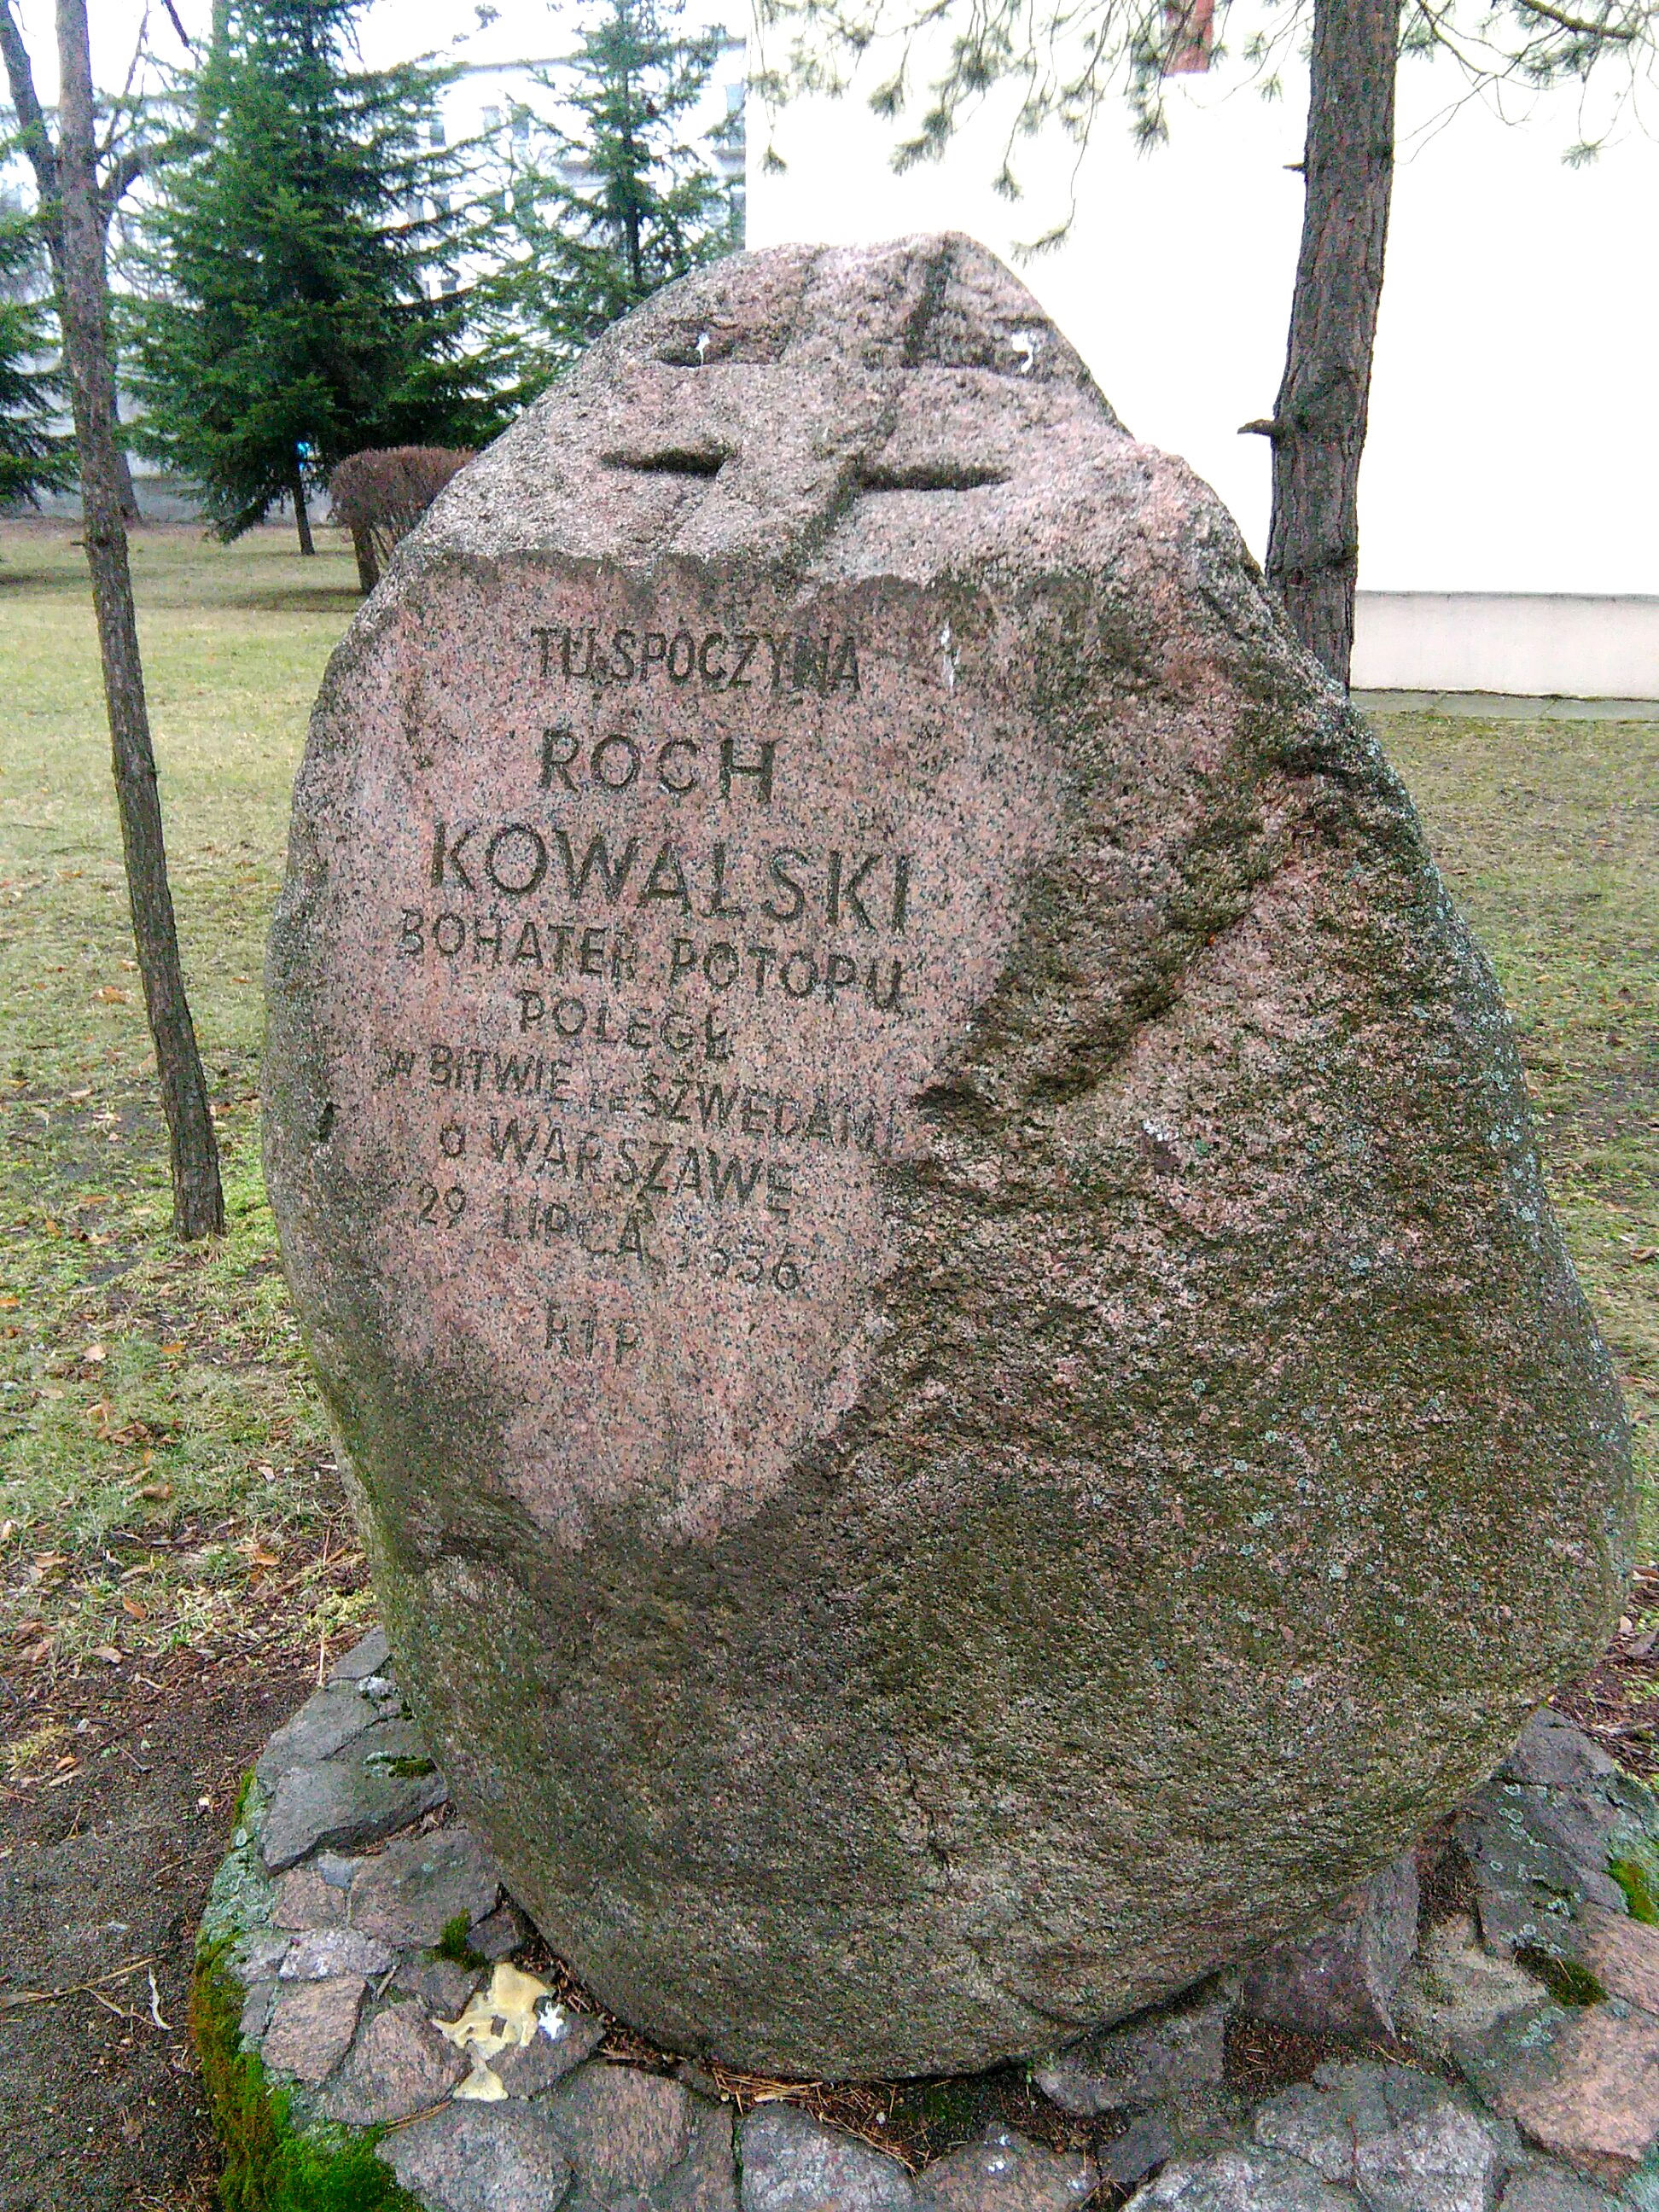 TU SPOCZYWA
ROCH
KOWALSKI
BOHATER POTOPU
POLEGŁ
W BITWIE ZE SZWEDAMI
O WARSZAWĘ
29 LIPCA 1656
R.I.P.